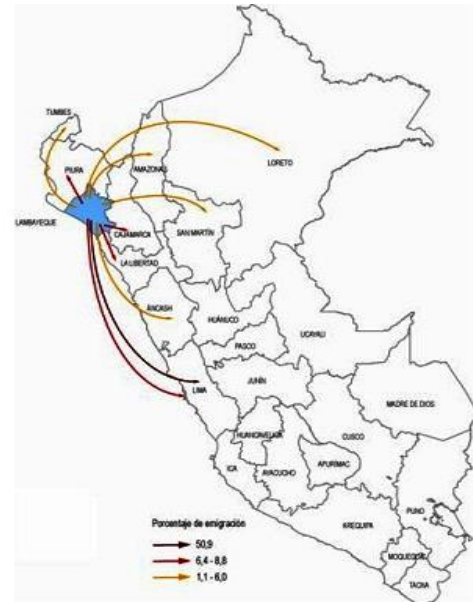 TUMBES
PIURA
AMAZONAS
LORETO
LAMBAYEQUE
CAJAMARCA
SAN MARTÍN
LA LIBERTAD
ÁNCASH
HUÁNUCO
UCAYALI
PASCO
LIMA
JUNÍN
MADRE DE DIOS
HUANCAVELICA
CUSCO
ICA
AYACUCHO
APURÍMAC
PUNO
AREQUIPA
MOQUEGUA
TACNA
Porcentaje de emigración
50,9
6,4 - 8,8
1,1 - 6,0